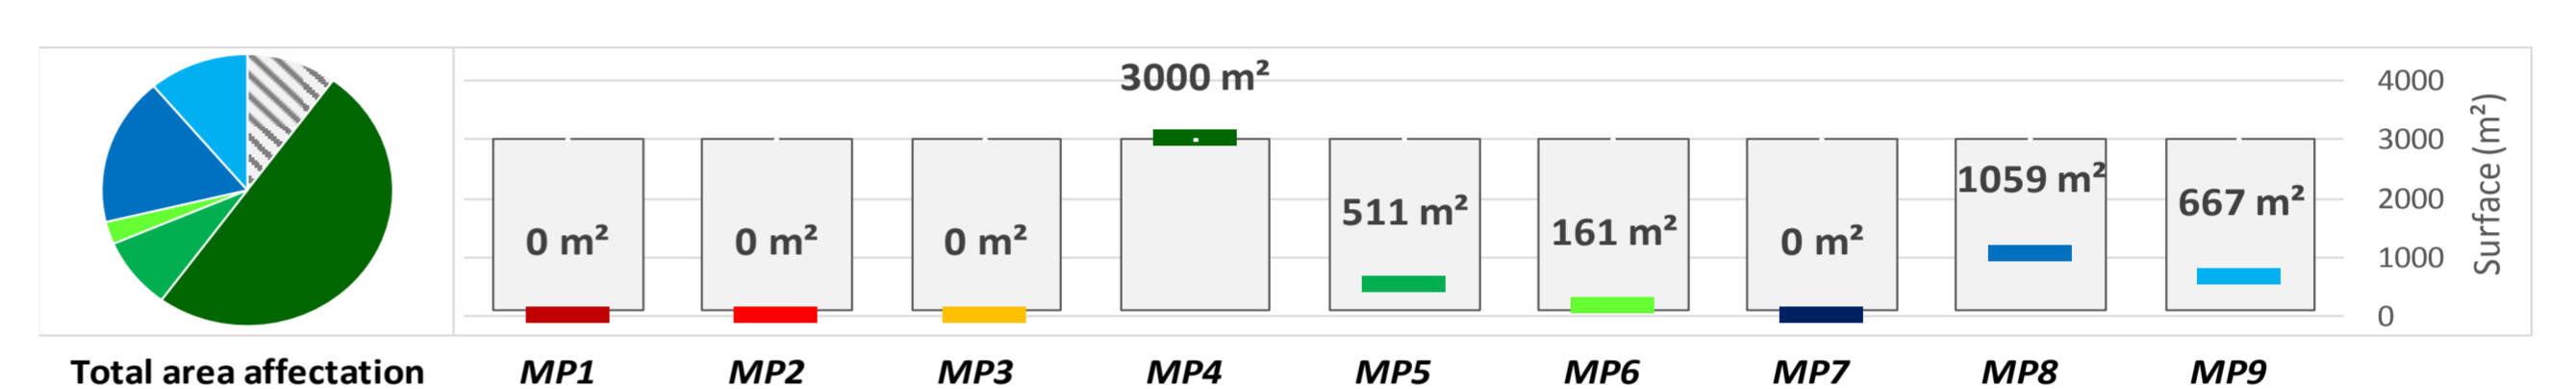 3000 m²
4000
3000
2000
1000
0
Surface (m²)
0 m²
0 m²
0 m²
511 m²
161 m²
0 m²
1059 m²
667 m²
Total area affectation
MP1
MP2
MP3
MP4
MP5
MP6
MP7
MP8
MP9